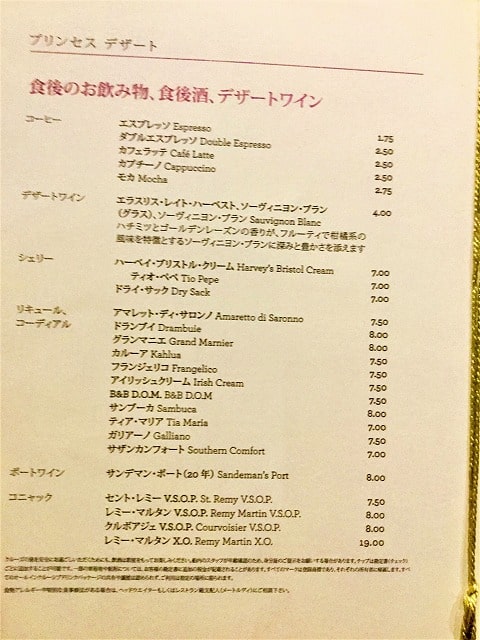 プリンセス デザート
食後のお飲み物、食後酒、デザートワイン
コーヒー
エスプレッソ Espresso 1.75
ダブルエスプレッソ Double Espresso 2.50
カフェラッテ Café Latte 2.50
カプチーノ Cappuccino 2.50
モカ Mocha 2.75
デザートワイン
エラスリス・レイト・ハーベスト、ソーヴィニヨン・ブラン 4.00
(グラス)、ソーヴィニヨン・ブラン Sauvignon Blanc
ハチミツとゴールデンレーズンの香りが、フルーティで柑橘系の
風味を特徴とするソーヴィニヨン・ブランに深みと豊かさを添えます
シェリー
ハーベイ・ブリストル・クリーム Harvey's Bristol Cream 7.00
ティオ・ペペ Tio Pepe 7.00
ドライ・サック Dry Sack 7.00
リキュール、
コーディアル
アマレット・ディ・サロンノ Amaretto di Saronno 7.50
ドランブイ Drambuie 8.00
グランマニエ Grand Marnier 8.00
カルーア Kahlua 7.50
フランジェリコ Frangelico 7.50
アイリッシュクリーム Irish Cream 7.50
B&B D.O.M. B&B D.O.M 7.50
サンブーカ Sambuca 8.00
ティア・マリア Tia Maria 7.00
ガリアーノ Galliano 7.50
サザンカンフォート Southern Comfort 7.00
ポートワイン
サンデマン・ポート(20 年) Sandeman's Port 8.00
コニャック
セント・レミー V.S.O.P. St. Remy V.S.O.P. 7.50
レミー・マルタン V.S.O.P. Remy Martin V.S.O.P. 8.00
クルボアジェ V.S.O.P. Courvoisier V.S.O.P. 8.00
レミー・マルタン X.O. Remy Martin X.O. 19.00